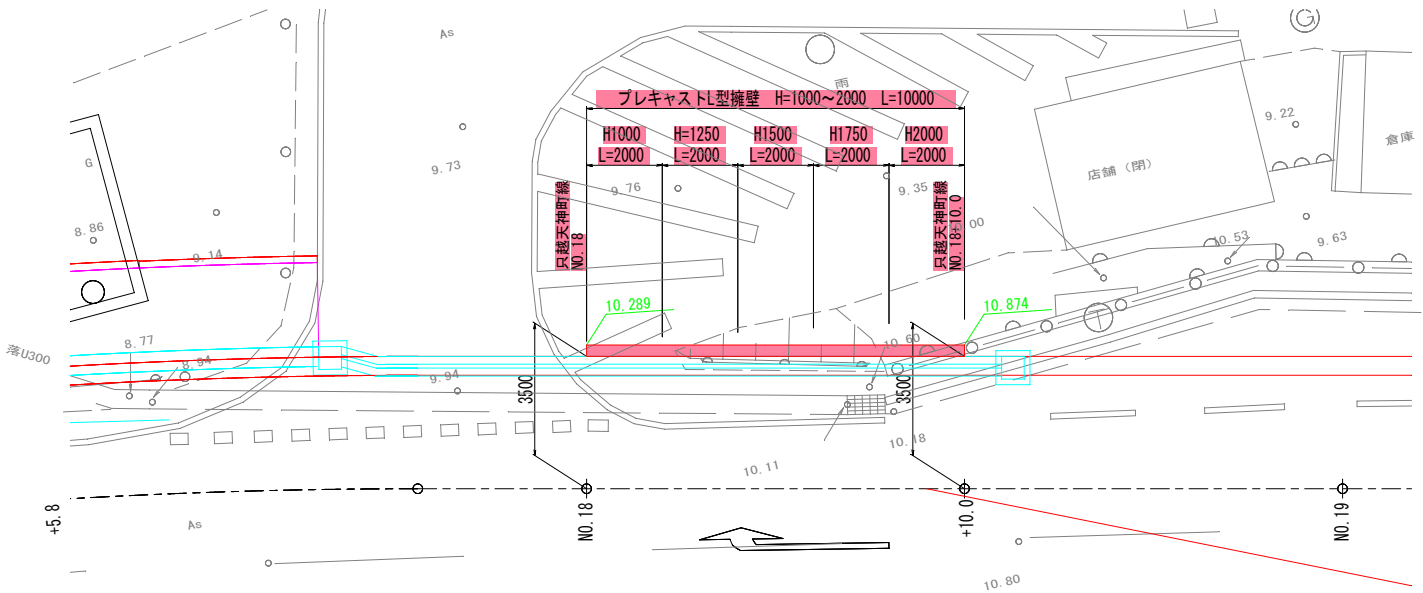 As
雨
プレキャストL型擁壁 H=1000～2000 L=10000
H1000
L=2000
H=1250
L=2000
H1500
L=2000
H1750
L=2000
H2000
L=2000
9.22
倉庫
店舗（閉）
G
G
9.73
9.76
9.35
只越天神町線
NO.18
只越天神町線
NO.18+10.0
8.86
9.14
10.53
9.63
10.289
10.874
T
落U300
8.77
8.94
9.94
10.60
3500
3500
10.18
10.11
+5.8
As
NO.18
+10.0
NO.19
10.80